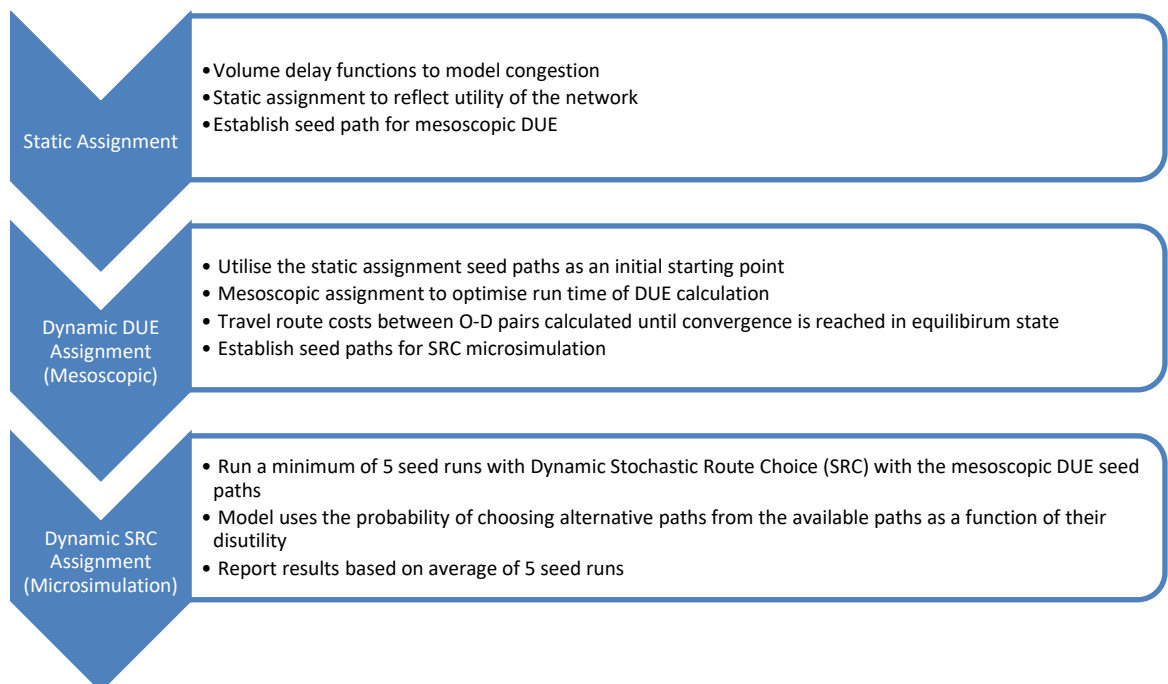 Static Assignment
•Volume delay functions to model congestion
•Static assignment to reflect utility of the network
•Establish seed path for mesoscopic DUE
Dynamic DUE
Assignment
(Mesoscopic)
• Utilise the static assignment seed paths as an initial starting point
• Mesoscopic assignment to optimise run time of DUE calculation
• Travel route costs between O-D pairs calculated until convergence is reached in equilibirum state
• Establish seed paths for SRC microsimulation
Dynamic SRC
Assignment
(Microsimulation)
• Run a minimum of 5 seed runs with Dynamic Stochastic Route Choice (SRC) with the mesoscopic DUE seed
paths
• Model uses the probability of choosing alternative paths from the available paths as a function of their
disutility
• Report results based on average of 5 seed runs